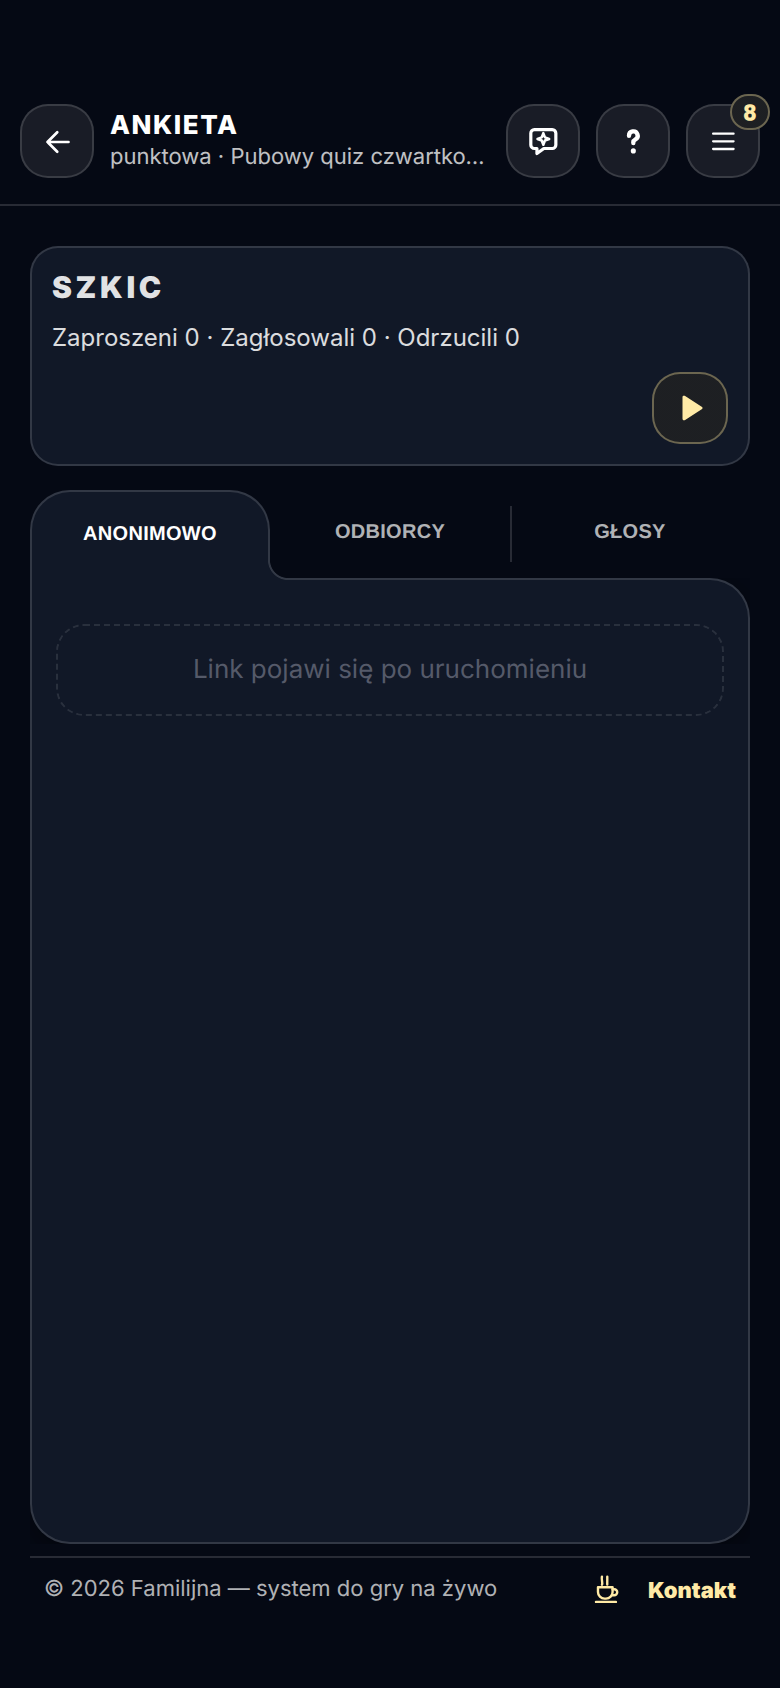 ANKIETA
punktowa · Pubowy quiz czwartko...
8
SZKIC
Zaproszeni 0 · Zagłosowali 0 · Odrzucili 0
ANONIMOWO
ODBIORCY
GŁOSY
Link pojawi się po uruchomieniu
© 2026 Familijna — system do gry na żywo
Kontakt